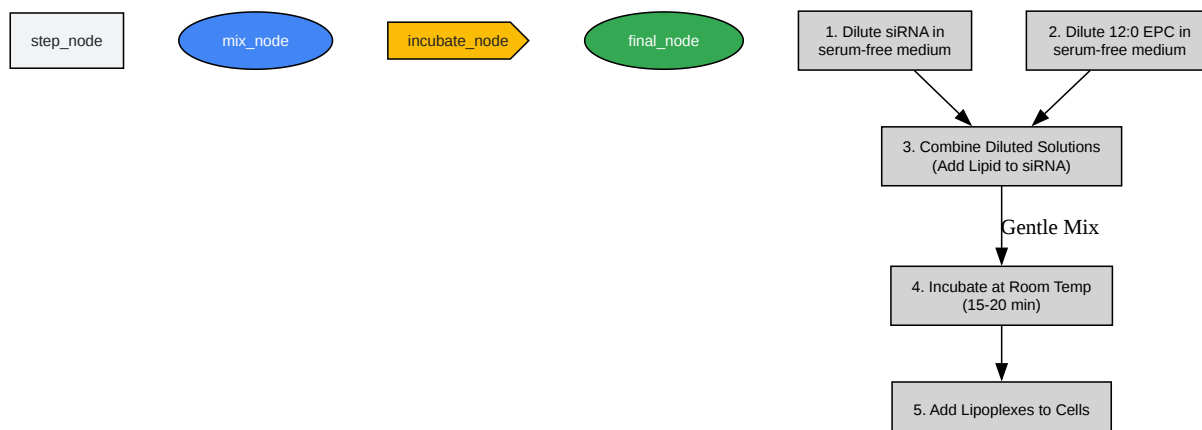 step_node
mix_node
incubate_node
final_node
1. Dilute siRNA in
serum-free medium
2. Dilute 12:0 EPC in
serum-free medium
3. Combine Diluted Solutions
(Add Lipid to siRNA)
Gentle Mix
4. Incubate at Room Temp
(15-20 min)
5. Add Lipoplexes to Cells